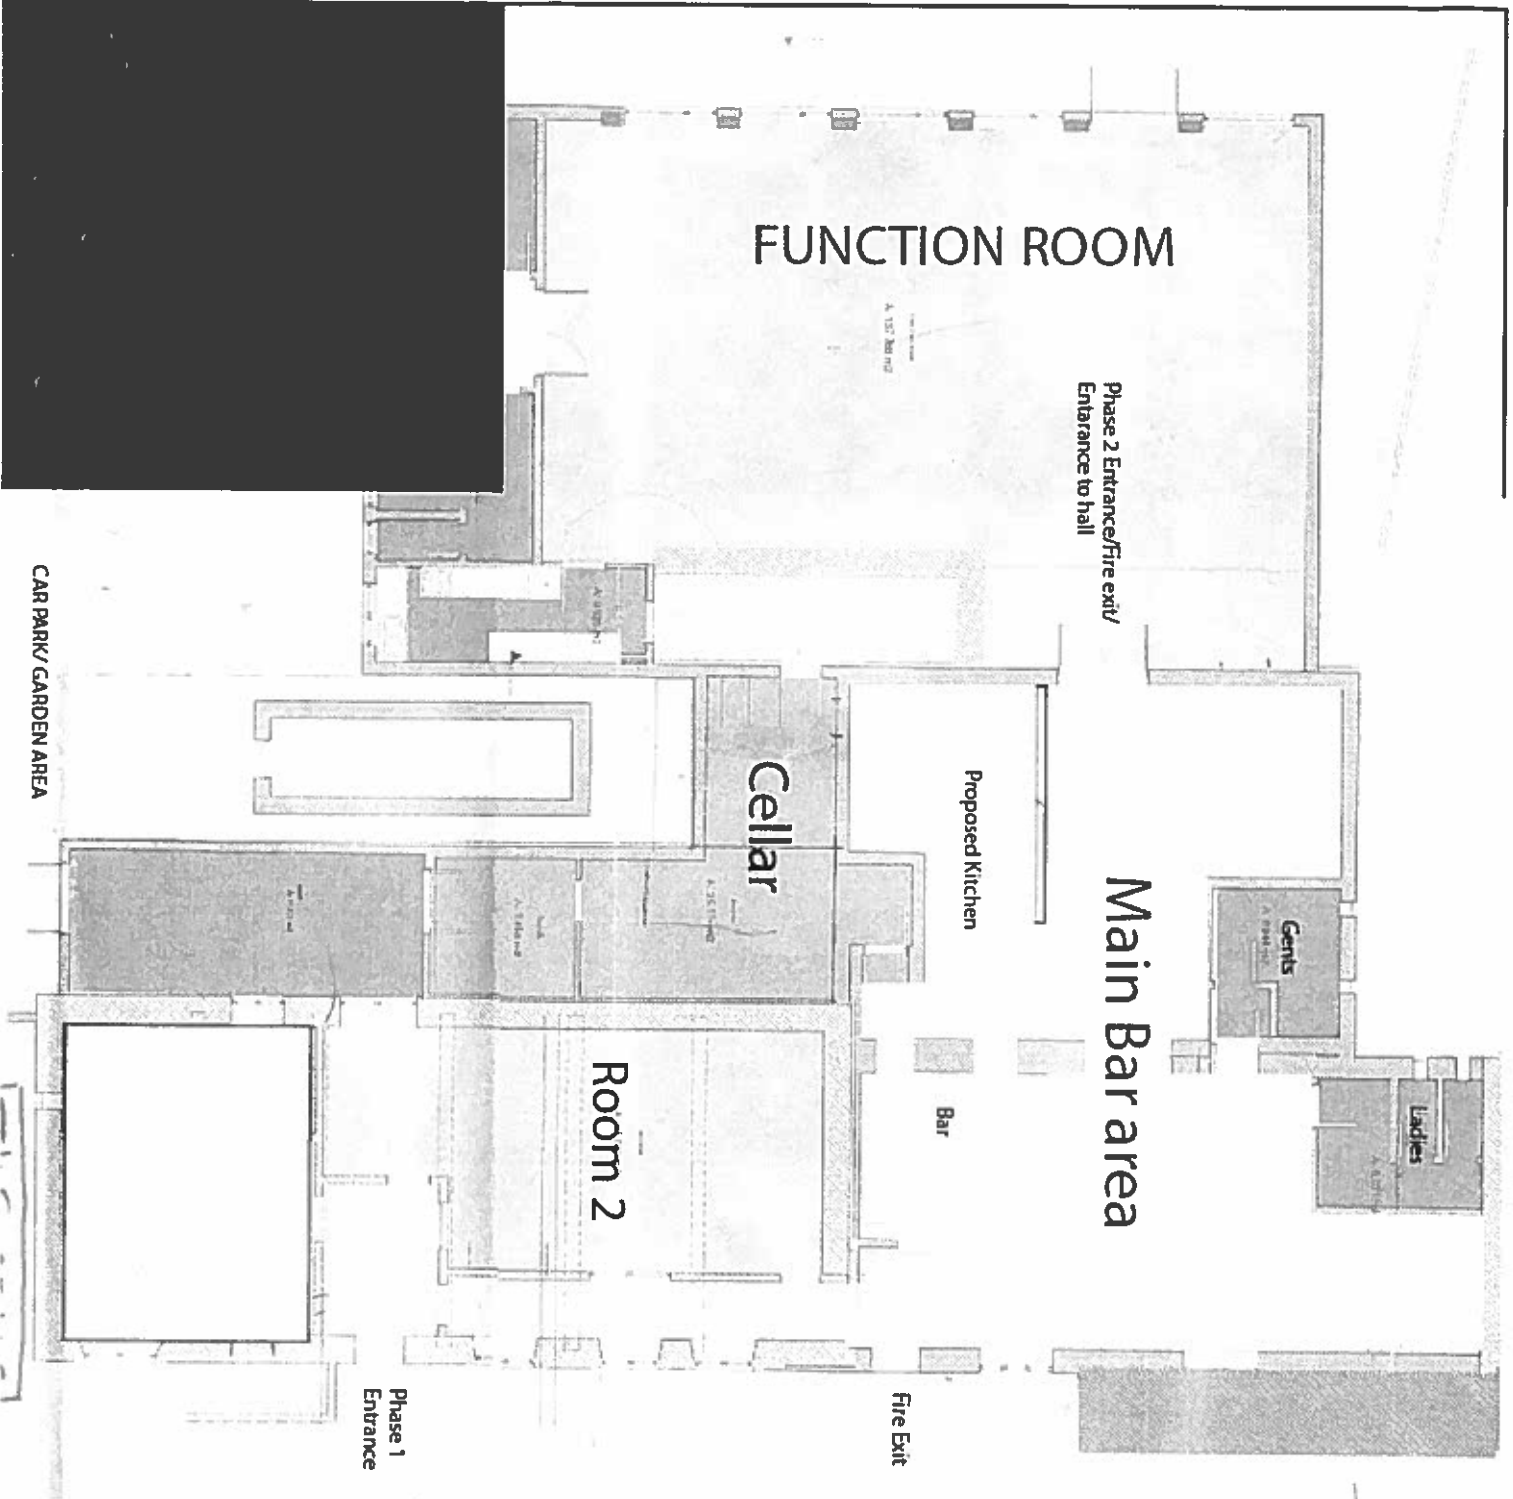 FUNCTION ROOM
Phase 2 Entrance/Fire exit/
Entarance to hall
CAR PARK/ GARDEN AREA
Cellar
Proposed Kitchen
Main Bar area
Gents
Ladies
Room 2
Bar
Phase 1
Entrance
Fire Exit